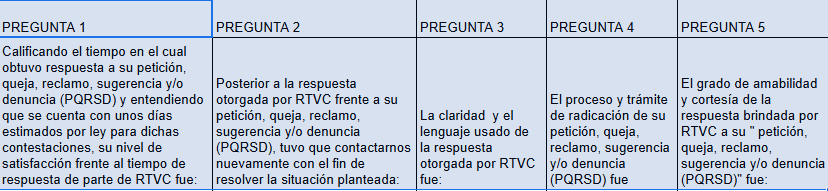 PREGUNTA 1
PREGUNTA 2
PREGUNTA 3
PREGUNTA 4
PREGUNTA 5
Calificando el tiempo en el cual
obtuvo respuesta a su petición,
queja, reclamo, sugerencia y/o
denuncia (PQRSD) y entendiendo
que se cuenta con unos días
estimados por ley para dichas
contestaciones, su nivel de
satisfacción frente al tiempo de
respuesta de parte de RTVC fue:
Posterior a la respuesta
otorgada por RTVC frente a su
petición, queja, reclamo,
sugerencia y/o denuncia
(PQRSD), tuvo que contactarnos
nuevamente con el fin de
resolver la situación planteada:
La claridad y el
lenguaje usado de
la respuesta
otorgada por RTVC
fue:
El proceso y trámite
de radicación de su
petición, queja,
reclamo, sugerencia
y/o denuncia
(PQRSD) fue
El grado de amabilidad
y cortesía de la
respuesta brindada por
RTVC a su " petición,
queja, reclamo,
sugerencia y/o denuncia
(PQRSD)" fue: